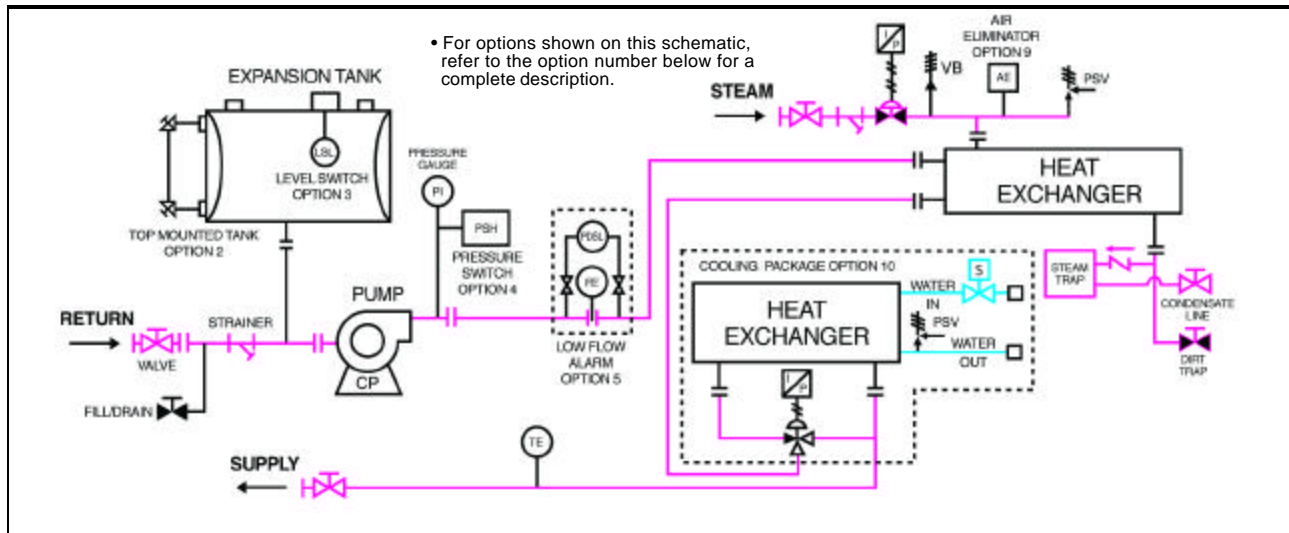 • For options shown on this schematic,
refer to the option number below for a
complete description.
I/P
VB
AIR
ELIMINATOR
OPTION 9
AE
PSV
STEAM
EXPANSION TANK
LSL
LEVEL SWITCH
OPTION 3
TOP MOUNTED TANK
OPTION 2
PRESSURE
GAUGE
PI
PSH
PRESSURE
SWITCH
OPTION 4
PDSL
FE
LOW FLOW
ALARM
OPTION 5
HEAT
EXCHANGER
STEAM
TRAP
CONDENSATE
LINE
DIRT
TRAP
COOLING PACKAGE OPTION 10
HEAT
EXCHANGER
WATER
IN
S
PSV
WATER
OUT
I/P
RETURN
VALVE
STRAINER
PUMP
CP
FILL/DRAIN
TE
SUPPLY